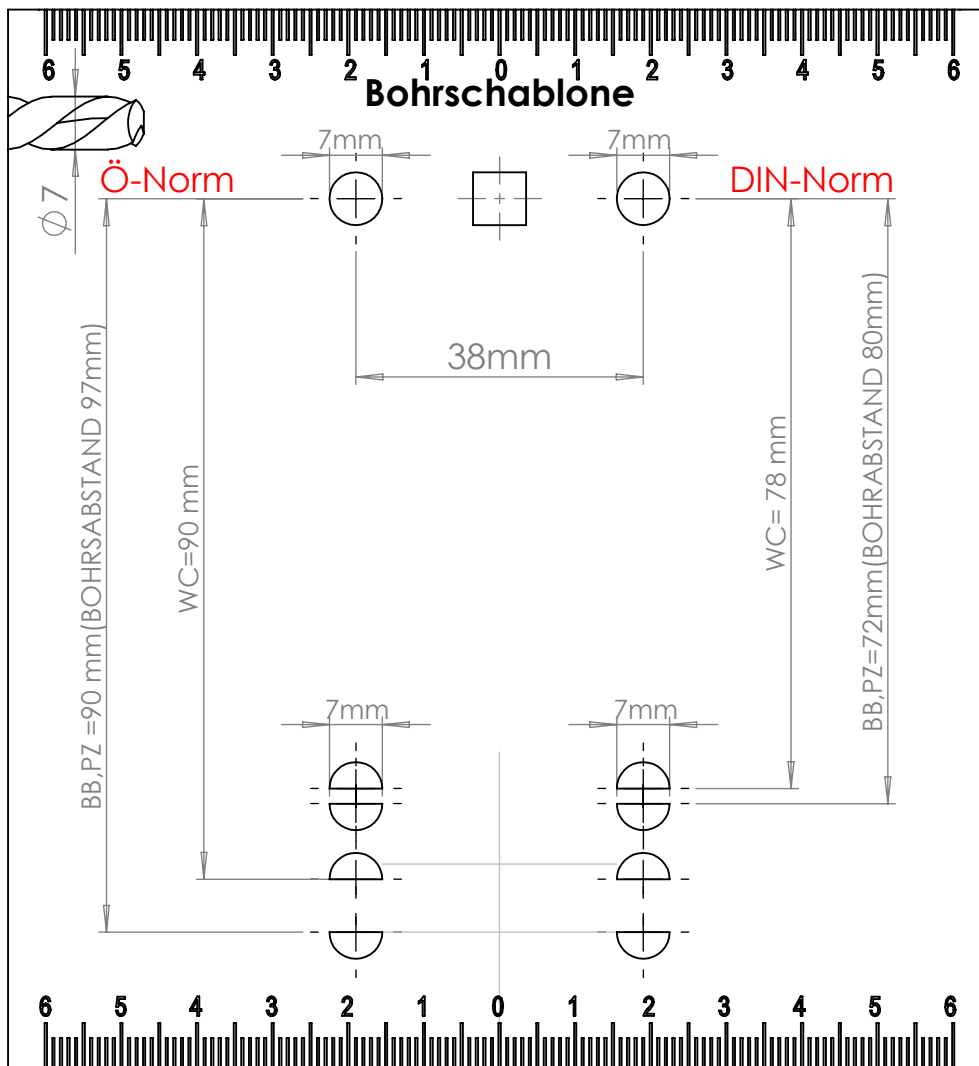 6 5 4 3 2 1 0 1 2 3 4 5 6
Bohrschablone
7mm 7mm
Ö-Norm DIN-Norm
Ø 7
38mm
BB,PZ =90 mm(BOHRSABSTAND 97mm)
WC=90 mm
WC= 78 mm
BB,PZ=72mm(BOHRABSTAND 80mm)
7mm 7mm
6 5 4 3 2 1 0 1 2 3 4 5 6